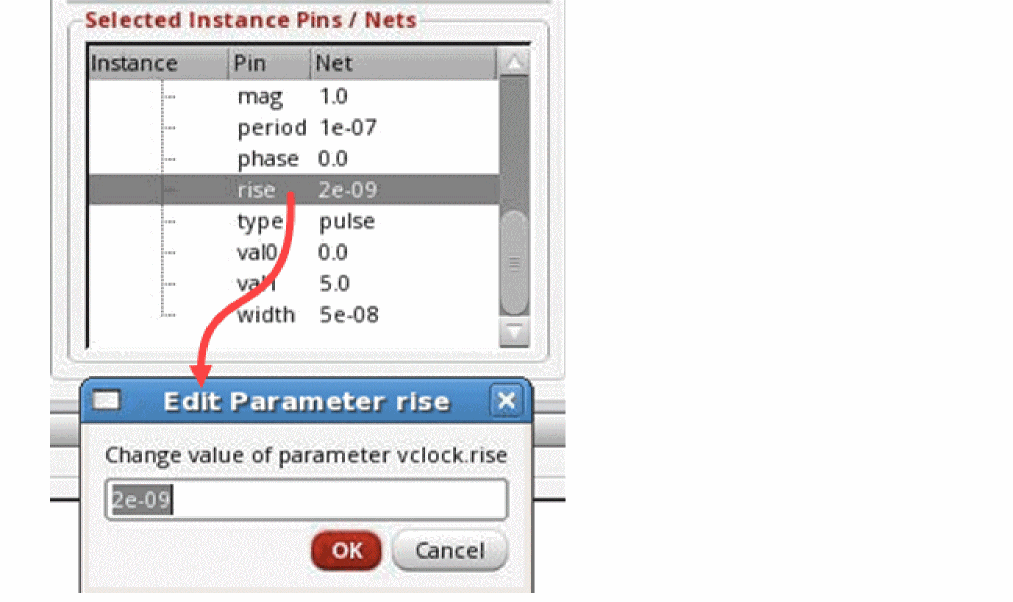 Selected Instance Pins / Nets
Instance Pin Net
mag 1.0
period 1e-07
phase 0.0
rise 2e-09
type pulse
val0 0.0
val1 5.0
width 5e-08
Edit Parameter rise
Change value of parameter vclock.rise
2e-09
OK Cancel